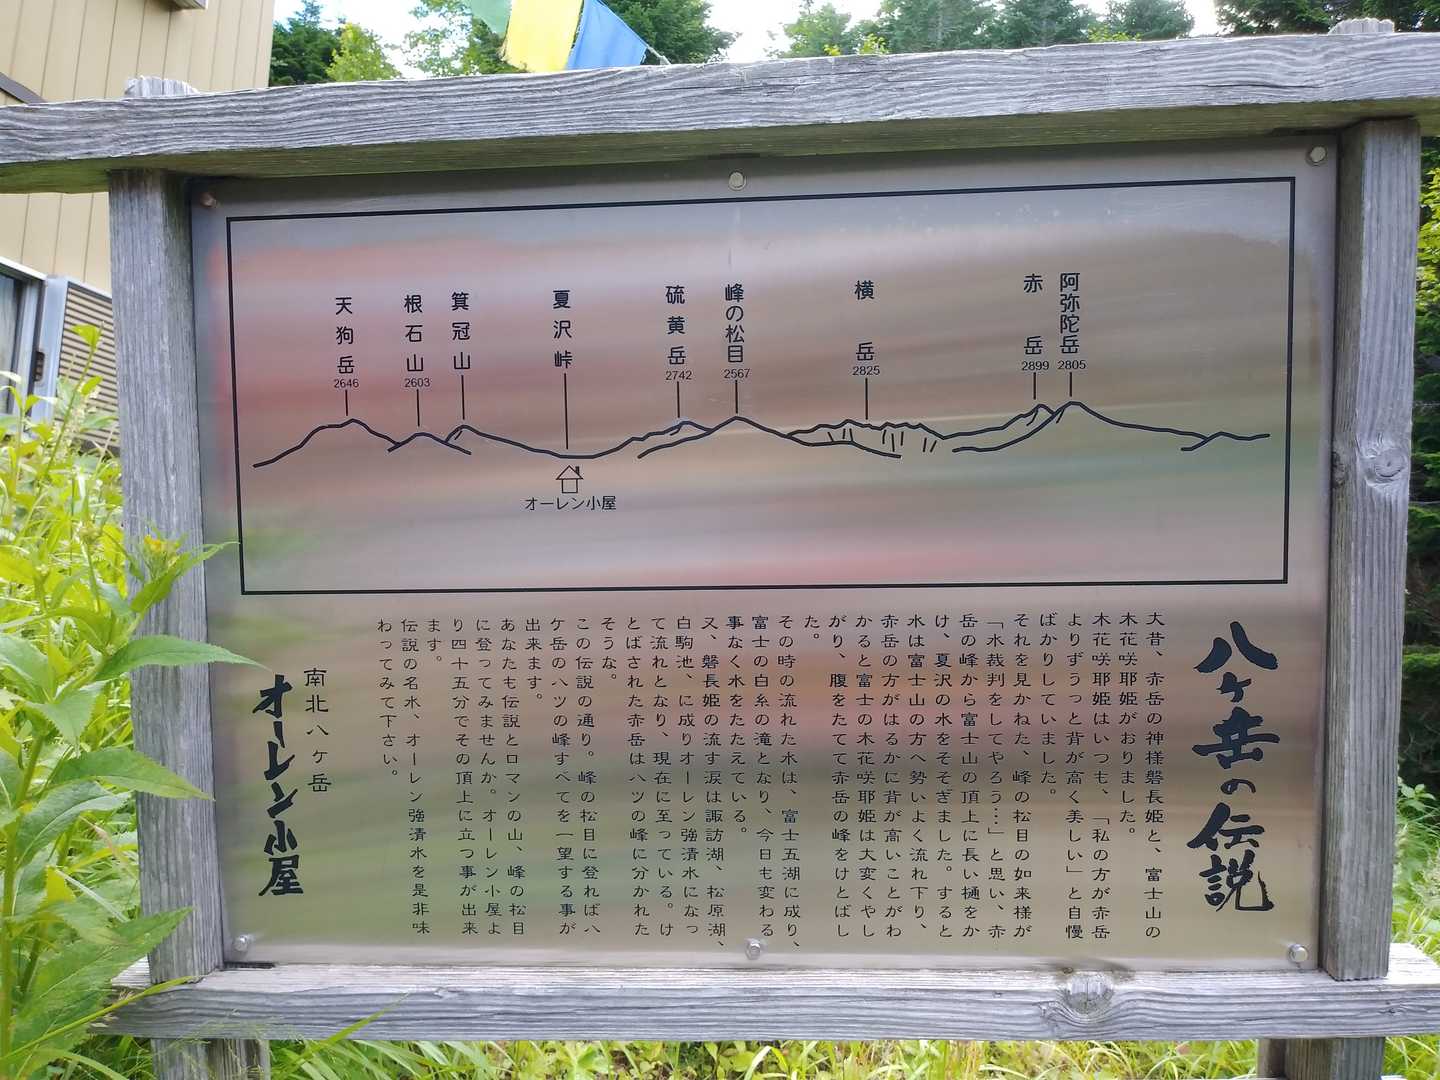 天狗岳
2646
根石山
2603
箕冠山
夏沢峠
オーレン小屋
硫黄岳
2742
峰の松目
2567
横岳
2825
赤岳
2899
阿弥陀岳
2805
八ヶ岳の伝説
大昔、赤岳の神様磐長姫と、富士山の
木花咲耶姫がおりました。
木花咲耶姫はいつも、「私の方が赤岳
よりずうっと背が高く美しい」と自慢
ばかりしていました。
それを見かねた、峰の松目の如来様が
「水裁判をしてやろう…」と思い、赤
岳の峰から富士山の頂上に長い樋をか
け、夏沢の水をそそぎました。すると
水は富士山の方へ勢いよく流れ下り、
赤岳の方がはるかに背が高いことがわ
かると富士の木花咲耶姫は大変くやし
がり、腹をたてて赤岳の峰をけとばし
た。
その時の流れた水は、富士五湖に成り、
富士の白糸の滝となり、今日も変わる
事なく水をたたえている。
又、磐長姫の流す涙は諏訪湖、松原湖、
白駒池、に成りオーレン強清水になっ
て流れとなり、現在に至っている。け
とばされた赤岳は八ツの峰に分かれた
そうな。
この伝説の通り。峰の松目に登れば八
ケ岳の八ツの峰すべてを一望する事が
出来ます。
あなたも伝説とロマンの山、峰の松目
に登ってみませんか。オーレン小屋よ
り四十五分でその頂上に立つ事が出来
ます。
伝説の名水、オーレン強清水を是非味
わってみて下さい。
南北八ヶ岳
オーレン小屋